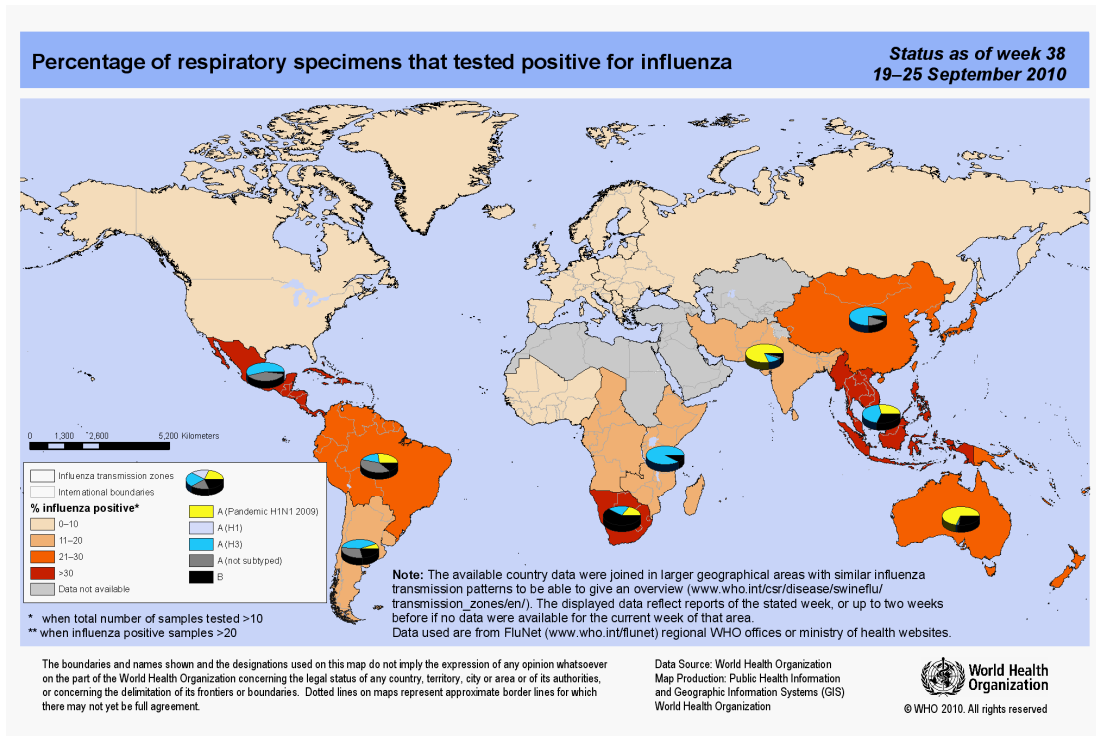 Percentage of respiratory specimens that tested positive for influenza
Status as of week 38
19–25 September 2010
0 1,300 2,600 5,200 Kilometers
Influenza transmission zones
International boundaries
% influenza positive*
0–10
11–20
21–30
>30
Data not available
A (Pandemic H1N1 2009)
A (H1)
A (H3)
A (not subtyped)
B
* when total number of samples tested >10
** when influenza positive samples >20
Note: The available country data were joined in larger geographical areas with similar influenza
transmission patterns to be able to give an overview (www.who.int/csr/disease/swineflu/
transmission_zones/en/). The displayed data reflect reports of the stated week, or up to two weeks
before if no data were available for the current week of that area.
Data used are from FluNet (www.who.int/flunet) regional WHO offices or ministry of health websites.
The boundaries and names shown and the designations used on this map do not imply the expression of any opinion whatsoever
on the part of the World Health Organization concerning the legal status of any country, territory, city or area or of its authorities,
or concerning the delimitation of its frontiers or boundaries. Dotted lines on maps represent approximate border lines for which
there may not yet be full agreement.
Data Source: World Health Organization
Map Production: Public Health Information
and Geographic Information Systems (GIS)
World Health Organization
World Health
Organization
© WHO 2010. All rights reserved